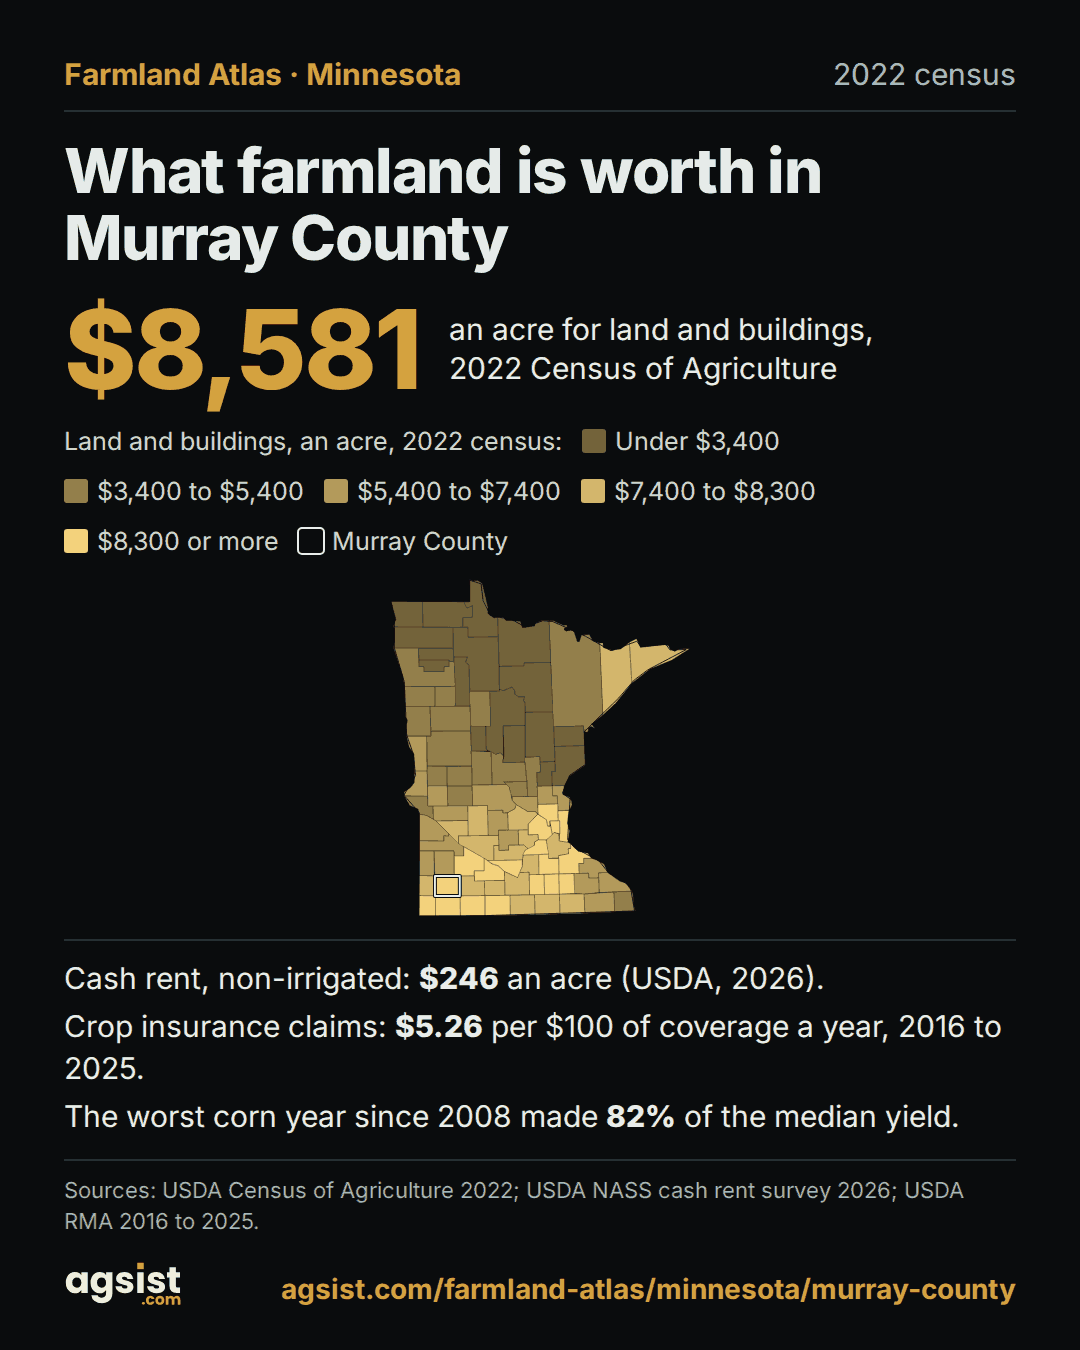 Farmland Atlas · Minnesota
2022 census
What farmland is worth in
Murray County
$8,581
an acre for land and buildings,
2022 Census of Agriculture
Land and buildings, an acre, 2022 census:
Under $3,400
$3,400 to $5,400
$5,400 to $7,400
$7,400 to $8,300
$8,300 or more
Murray County
Cash rent, non-irrigated: $246 an acre (USDA, 2026).
Crop insurance claims: $5.26 per $100 of coverage a year, 2016 to
2025.
The worst corn year since 2008 made 82% of the median yield.
Sources: USDA Census of Agriculture 2022; USDA NASS cash rent survey 2026; USDA
RMA 2016 to 2025.
agsist
.com
agsist.com/farmland-atlas/minnesota/murray-county